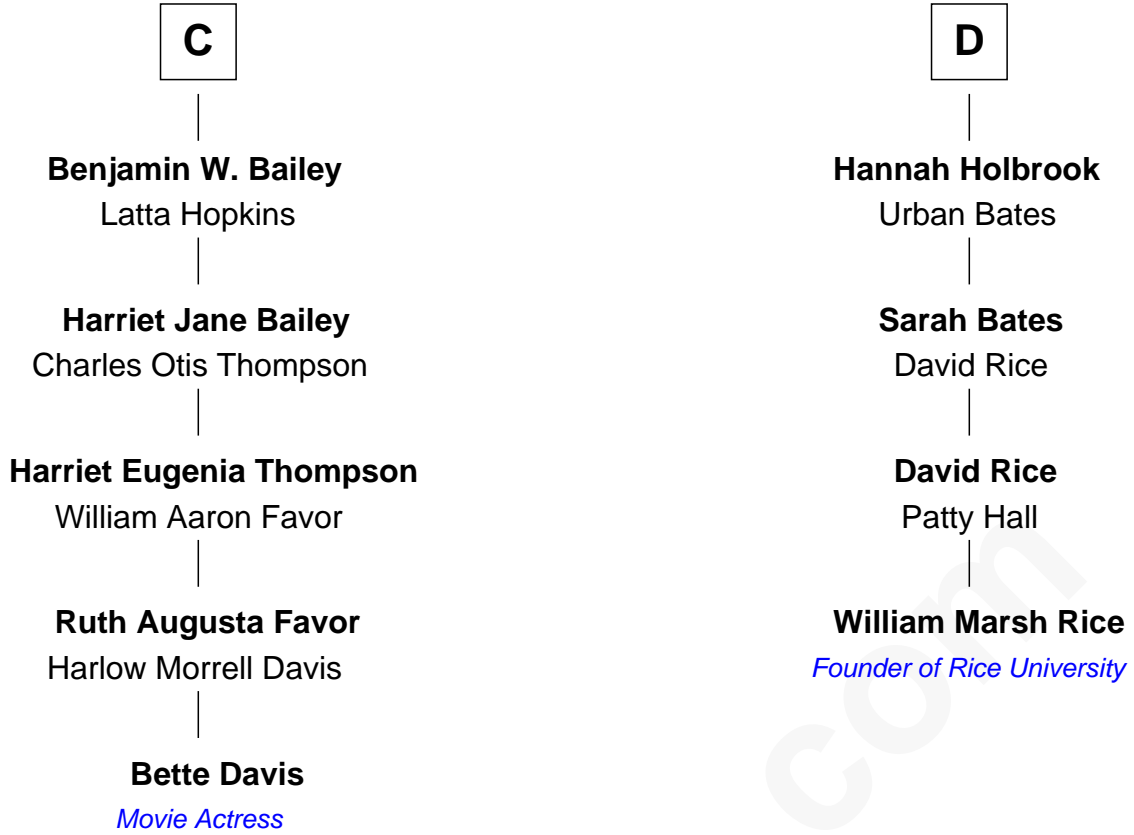 C
Benjamin W. Bailey
Latta Hopkins
Harriet Jane Bailey
Charles Otis Thompson
Harriet Eugenia Thompson
William Aaron Favor
Ruth Augusta Favor
Harlow Morrell Davis
Bette Davis
Movie Actress
D
Hannah Holbrook
Urban Bates
Sarah Bates
David Rice
David Rice
Patty Hall
William Marsh Rice
Founder of Rice University
com